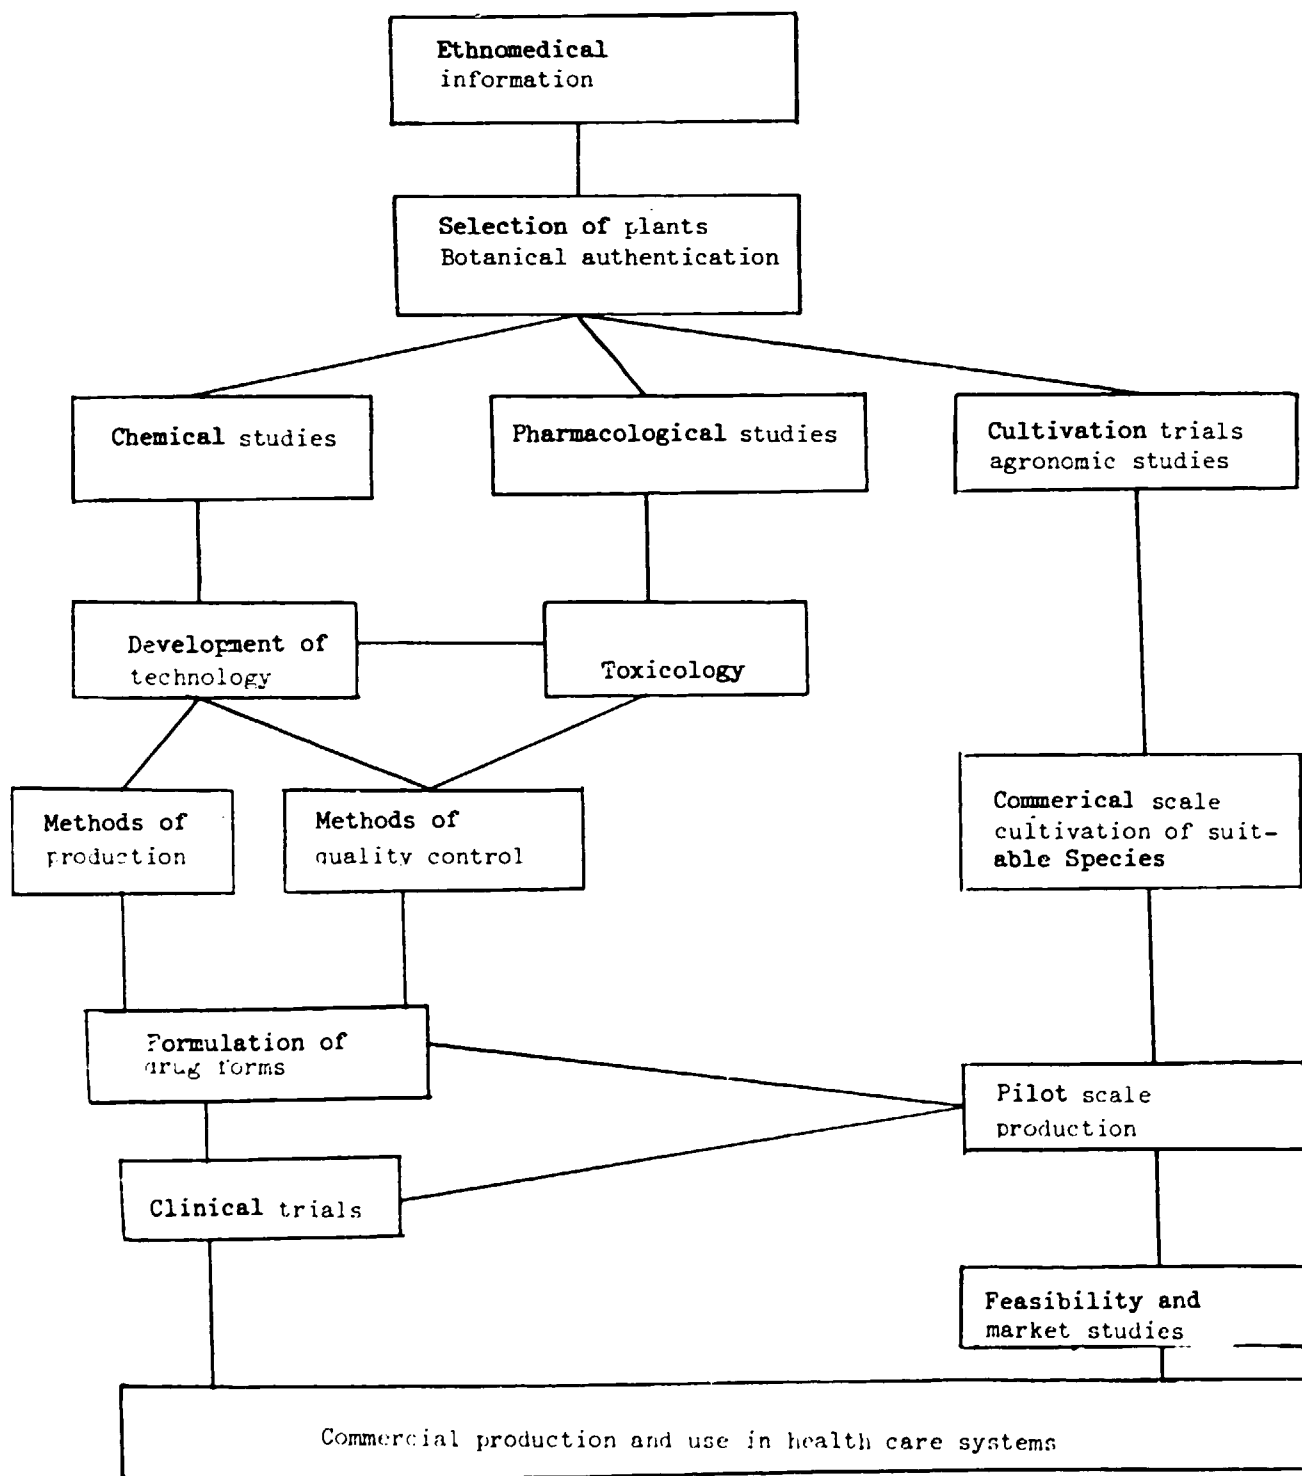 Ethnomedical
information
Selection of plants
Botanical authentication
Chemical studies
Pharmacological studies
Cultivation trials
agronomic studies
Development of
technology
Toxicology
Methods of
production
Methods of
quality control
Commerical scale
cultivation of suit-
able Species
Formulation of
drug forms
Pilot scale
production
Clinical trials
Feasibility and
market studies
Commercial production and use in health care systems